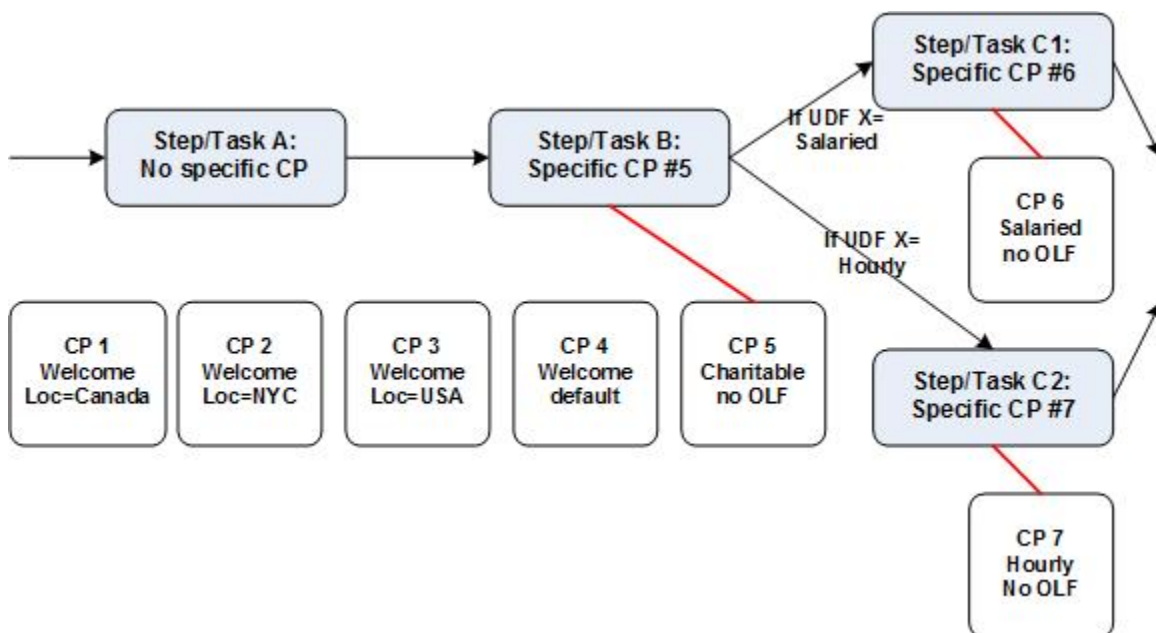 Step/Task A:
No specific CP
Step/Task B:
Specific CP #5
If UDF X=
Salaried
If UDF X=
Hourly
Step/Task C1:
Specific CP #6
CP 6
Salaried
no OLF
CP 1
Welcome
Loc=Canada
CP 2
Welcome
Loc=NYC
CP 3
Welcome
Loc=USA
CP 4
Welcome
default
CP 5
Charitable
no OLF
Step/Task C2:
Specific CP #7
CP 7
Hourly
No OLF